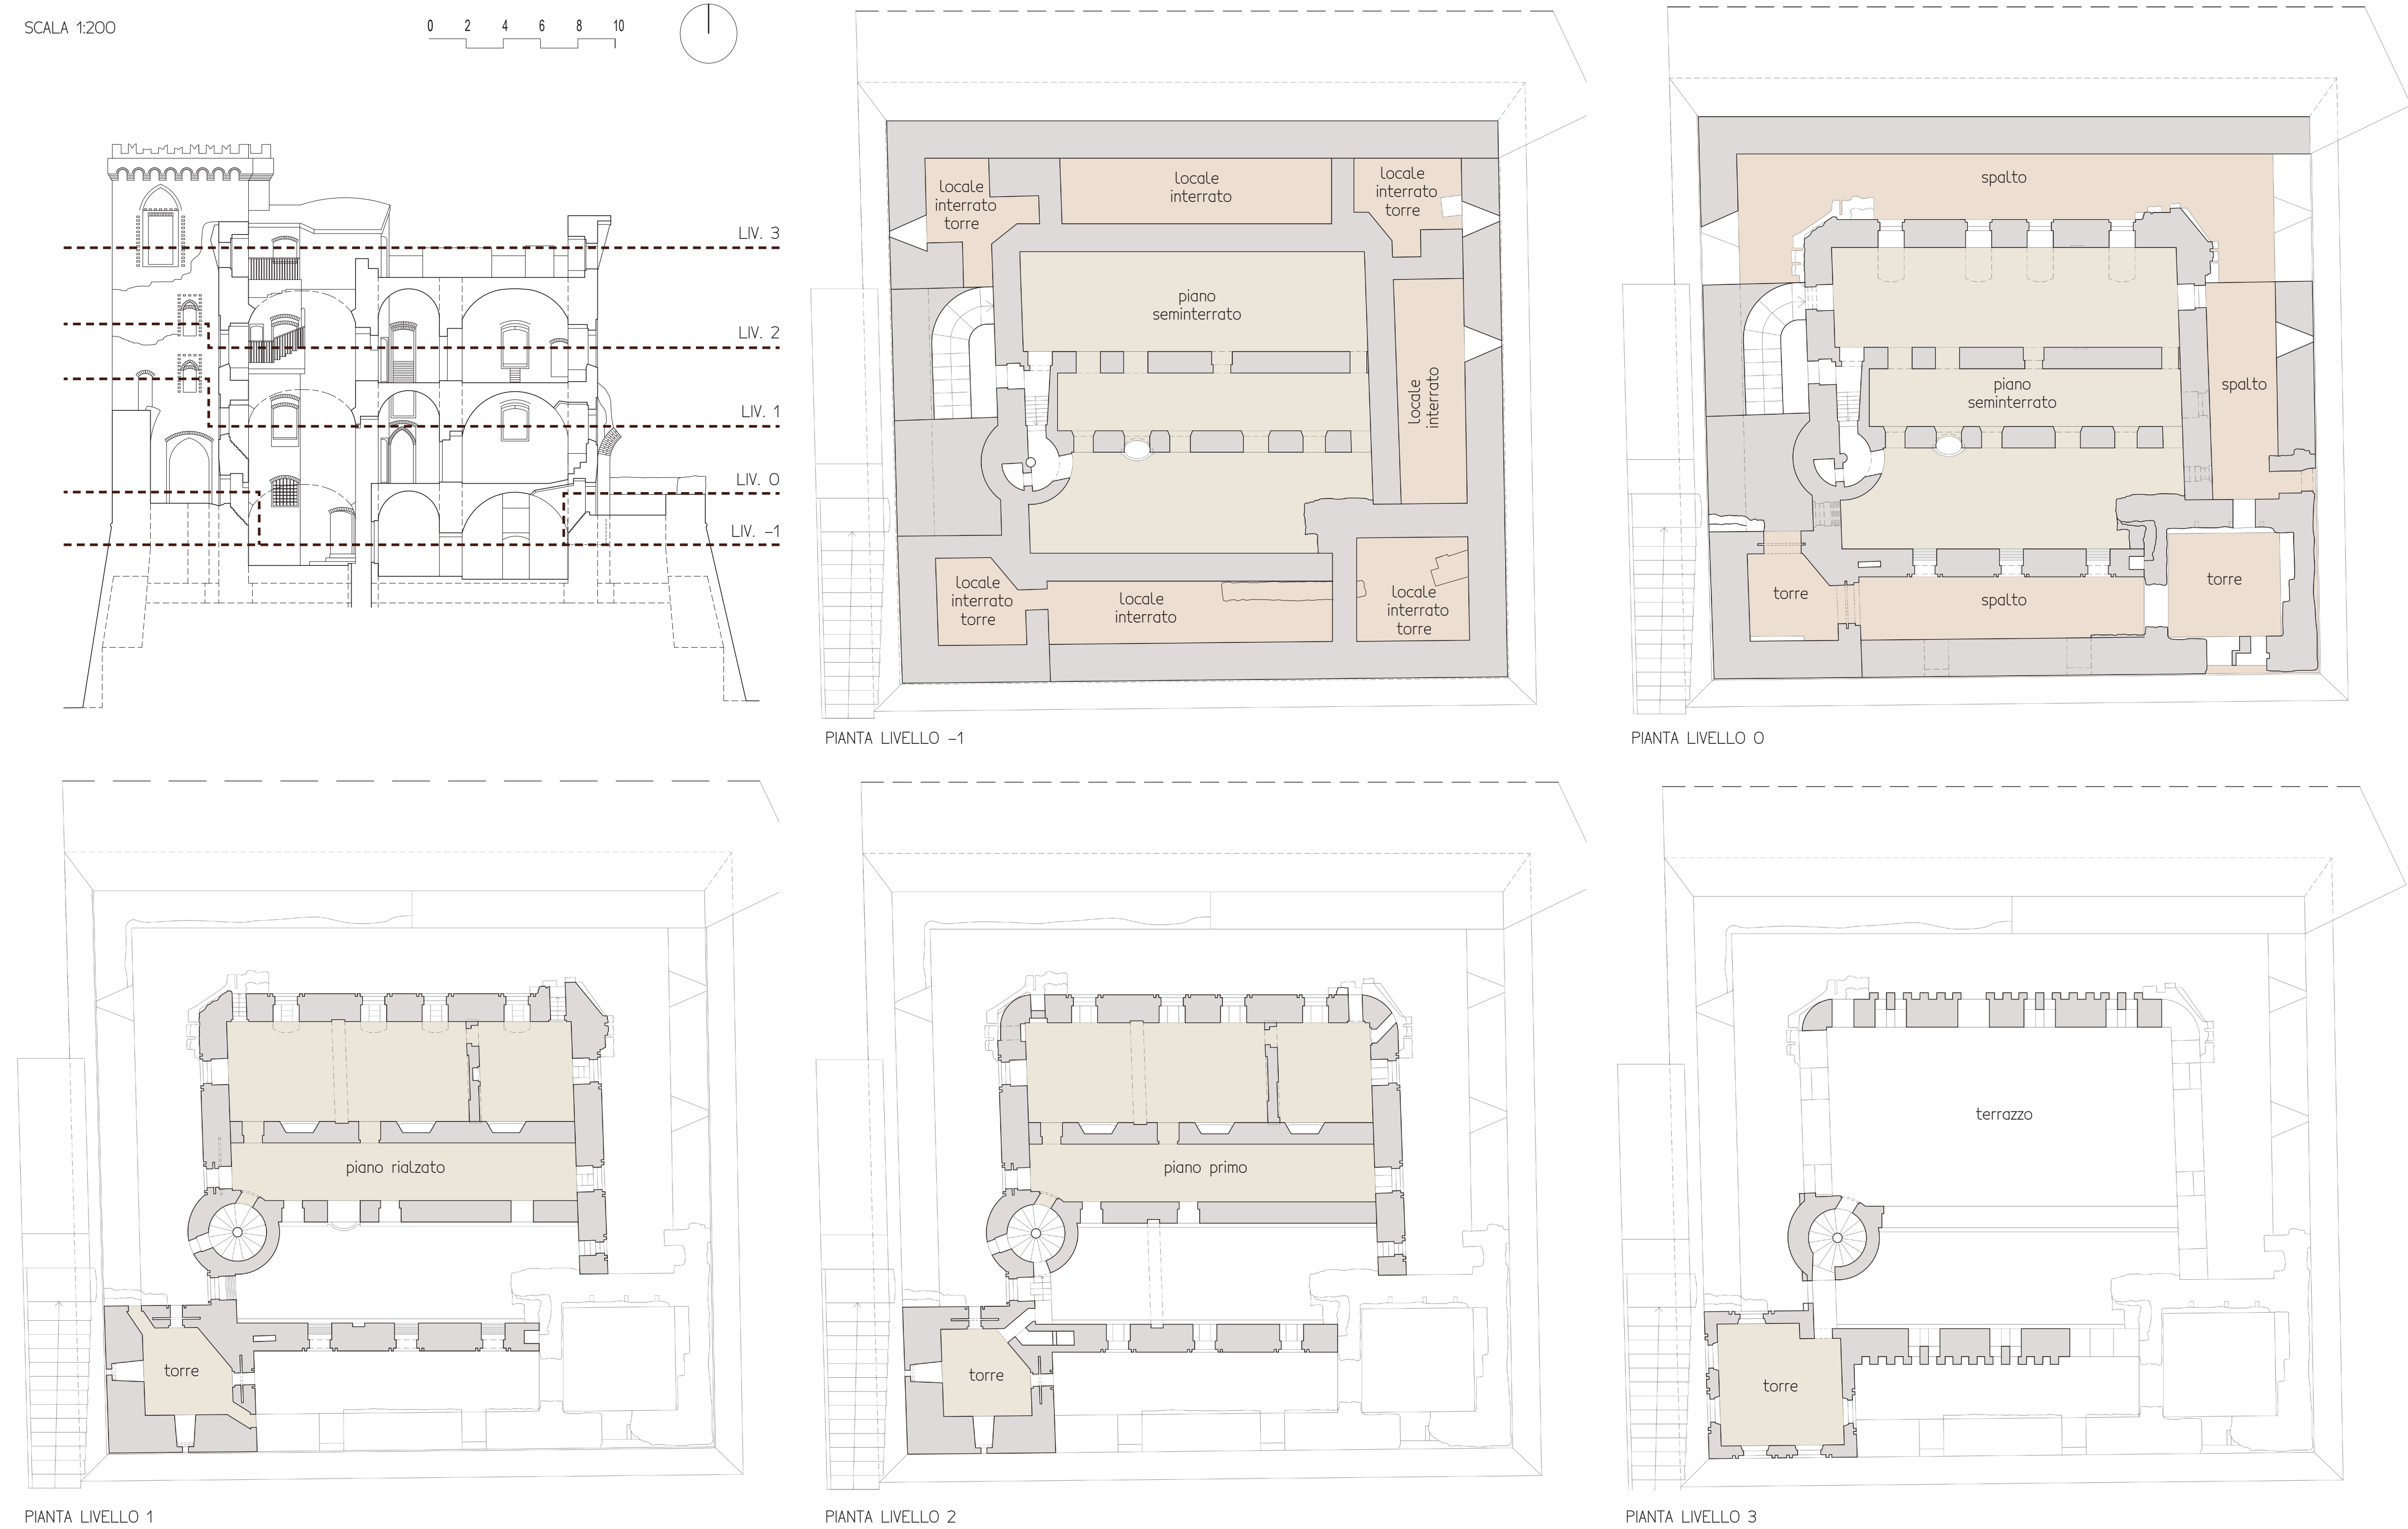 SCALA 1:200
0 2 4 6 8 10
LIV. 3
LIV. 2
LIV. 1
LIV. 0
LIV. -1
locale
interrato
torre
locale
interrato
locale
interrato
torre
piano
seminterrato
locale
interrato
locale
interrato
torre
locale
interrato
locale
interrato
torre
PIANTA LIVELLO -1
spalto
piano
seminterrato
spalto
torre
spalto
torre
PIANTA LIVELLO 0
piano rialzato
torre
PIANTA LIVELLO 1
piano primo
torre
PIANTA LIVELLO 2
terrazzo
torre
PIANTA LIVELLO 3